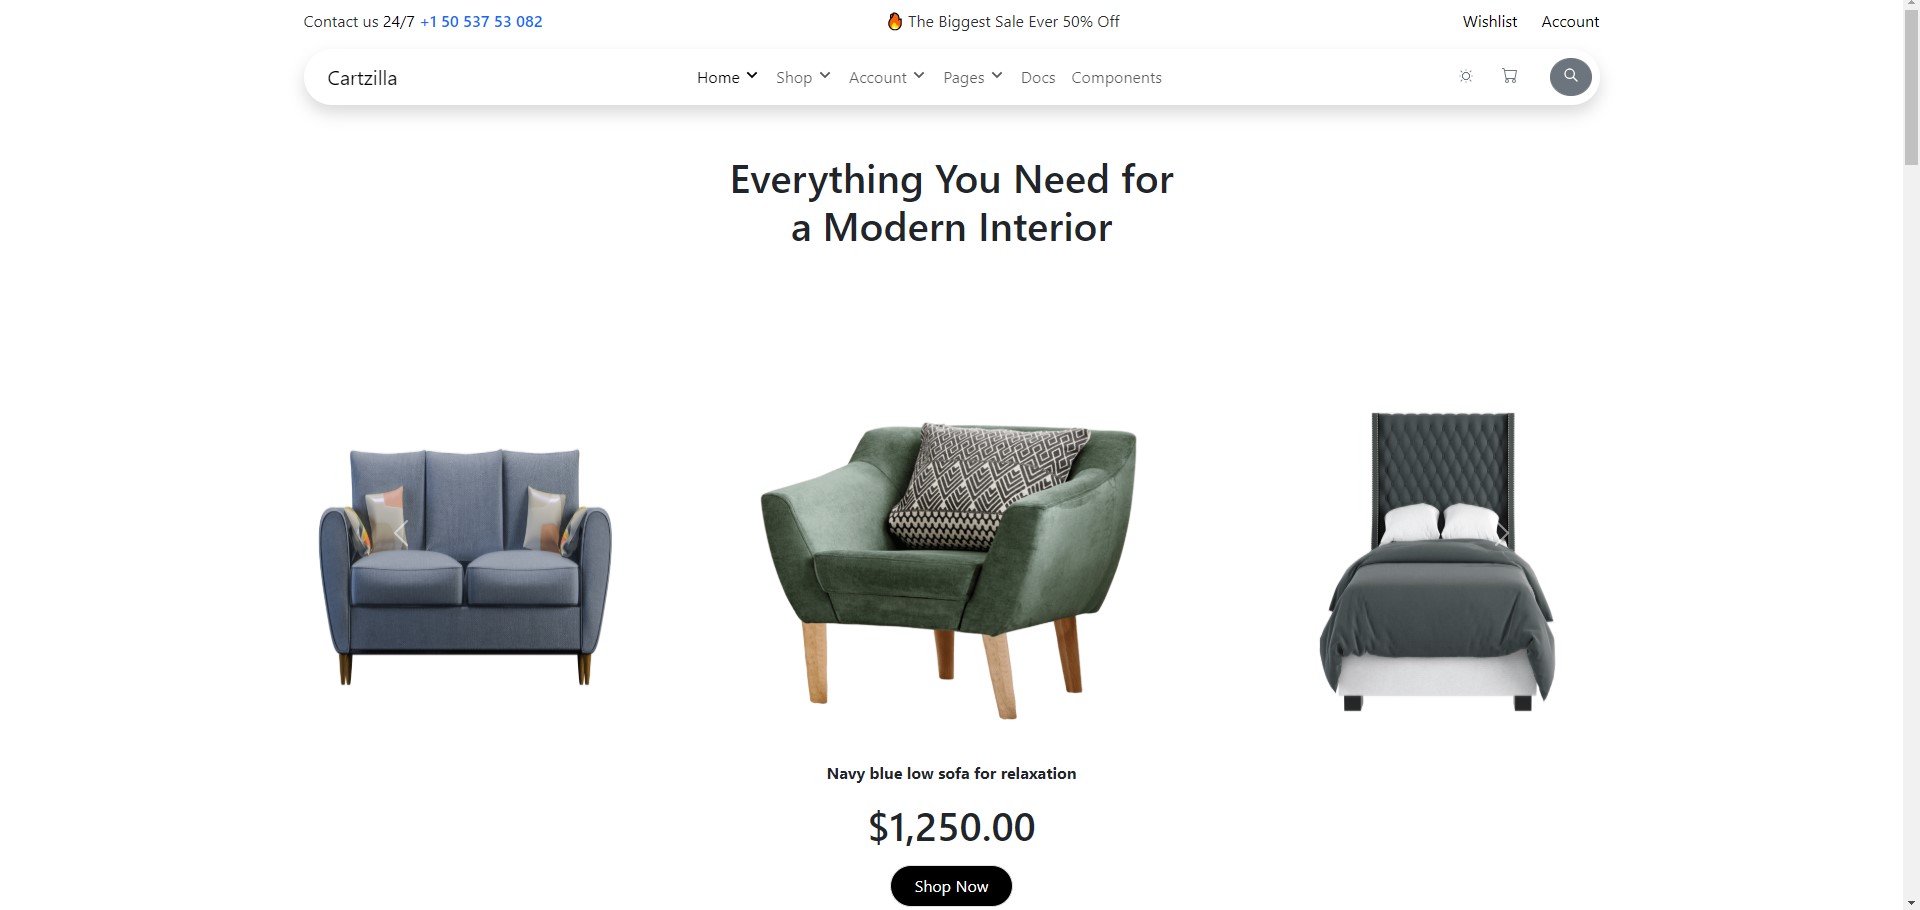 Contact us 24/7 +1 50 537 53 082
🔥 The Biggest Sale Ever 50% Off
Wishlist Account
Cartzilla
Home Shop Account Pages Docs Components
Everything You Need for
a Modern Interior
Navy blue low sofa for relaxation
$1,250.00
Shop Now